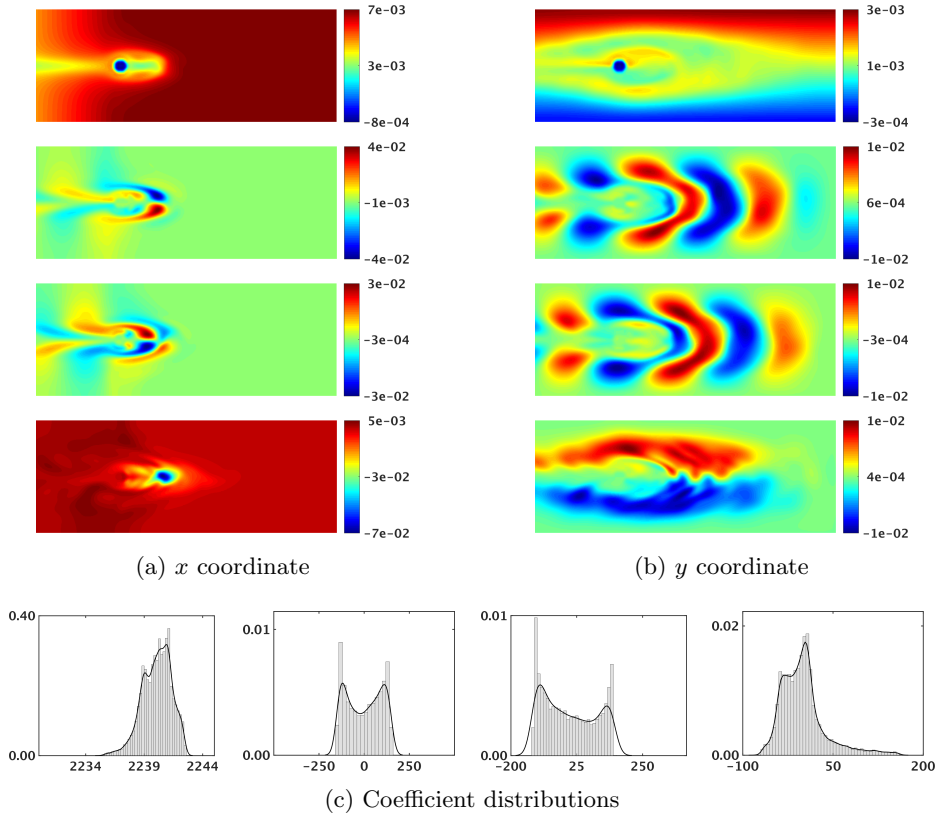 7e-03
3e-03
-8e-04
3e-03
1e-03
-3e-04
4e-02
-1e-03
-4e-02
1e-02
6e-04
-1e-02
3e-02
-3e-04
-3e-02
1e-02
3e-04
-1e-02
5e-03
-3e-02
-7e-02
1e-02
4e-04
-1e-02
(a) x coordinate
(b) y coordinate
0.40
0.00
2234 2239 2244
0.01
0.00
-250 0 250
0.01
0.00
-200 25 250
0.02
0.00
-100 50 200
(c) Coefficient distributions